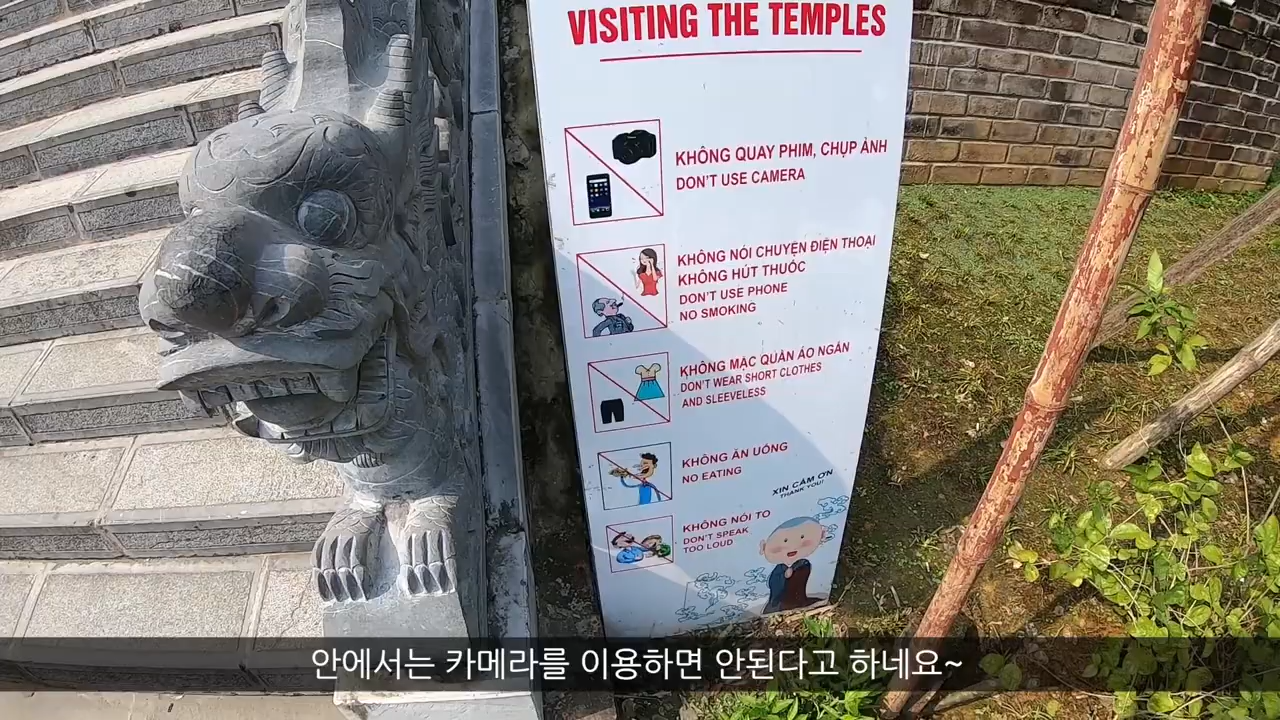 VISITING THE TEMPLES
KHÔNG QUAY PHIM, CHỤP ẢNH
DON'T USE CAMERA
KHÔNG NÓI CHUYỆN ĐIỆN THOẠI
KHÔNG HÚT THUỐC
DON'T USE PHONE
NO SMOKING
KHÔNG MẶC QUẦN ÁO NGẮN
DON'T WEAR SHORT CLOTHES
AND SLEEVELESS
KHÔNG ĂN UỐNG
NO EATING
XIN CẢM ƠN
THANK YOU!
KHÔNG NÓI TO
DON'T SPEAK
TOO LOUD
안에서는 카메라를 이용하면 안된다고 하네요~